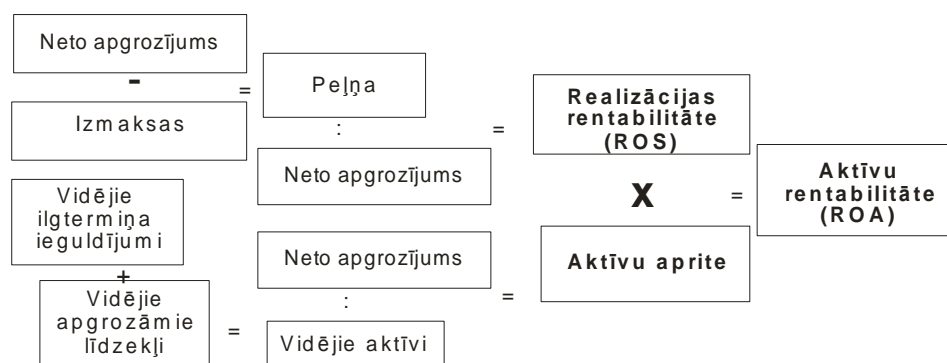 Neto apgrozījums
-
Izmaksas
=
Peļņa
:
Neto apgrozījums
=
Realizācijas
rentabilitāte
(ROS)
Vidējie
ilgtermiņa
ieguldījumi
+
Vidējie
apgrozāmie
līdzekļi
=
Neto apgrozījums
:
Vidējie aktīvi
=
Aktīvu aprite
X
=
Aktīvu
rentabilitāte
(ROA)